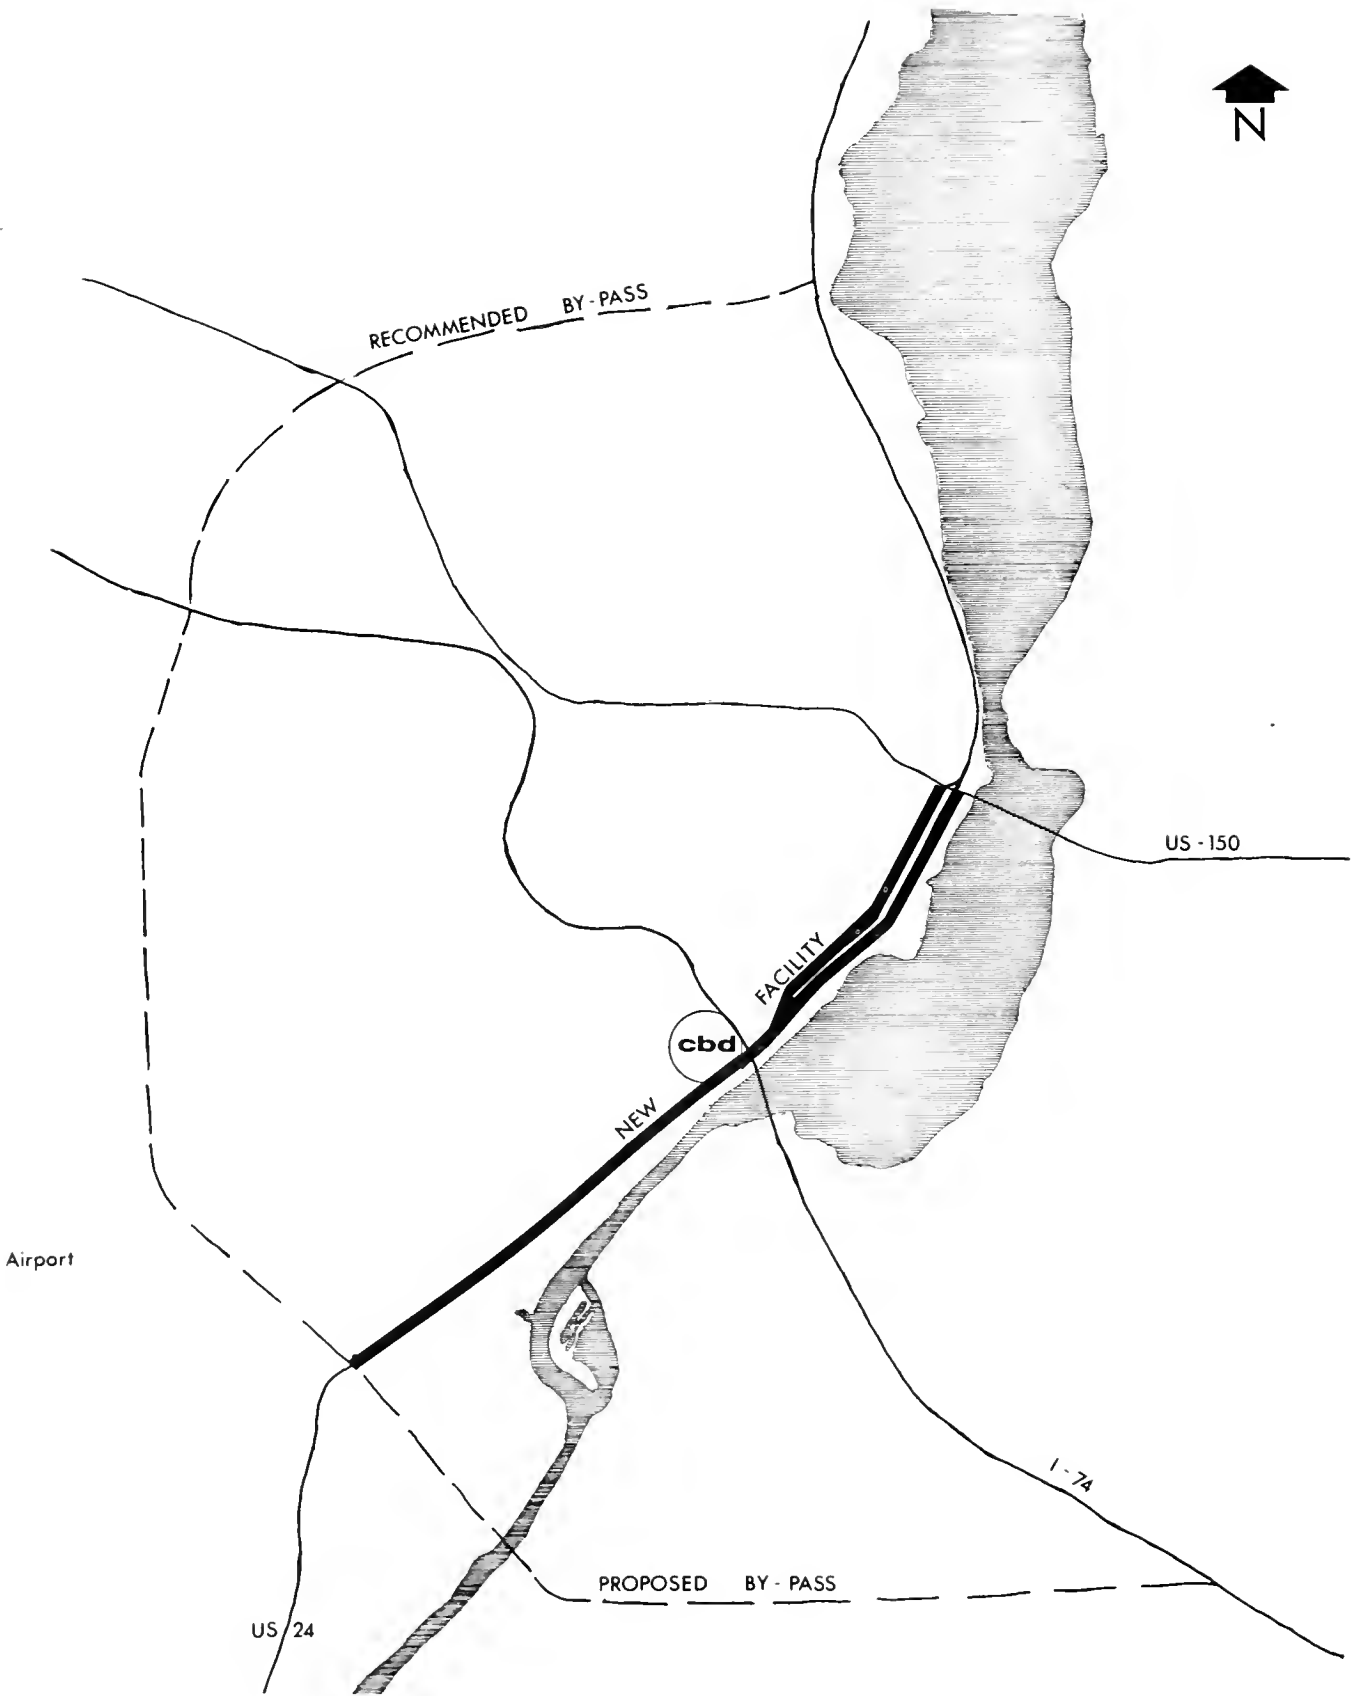 N
RECOMMENDED BY-PASS
US-150
FACILITY
cbd
NEW
Airport
I-74
PROPOSED BY-PASS
US 24